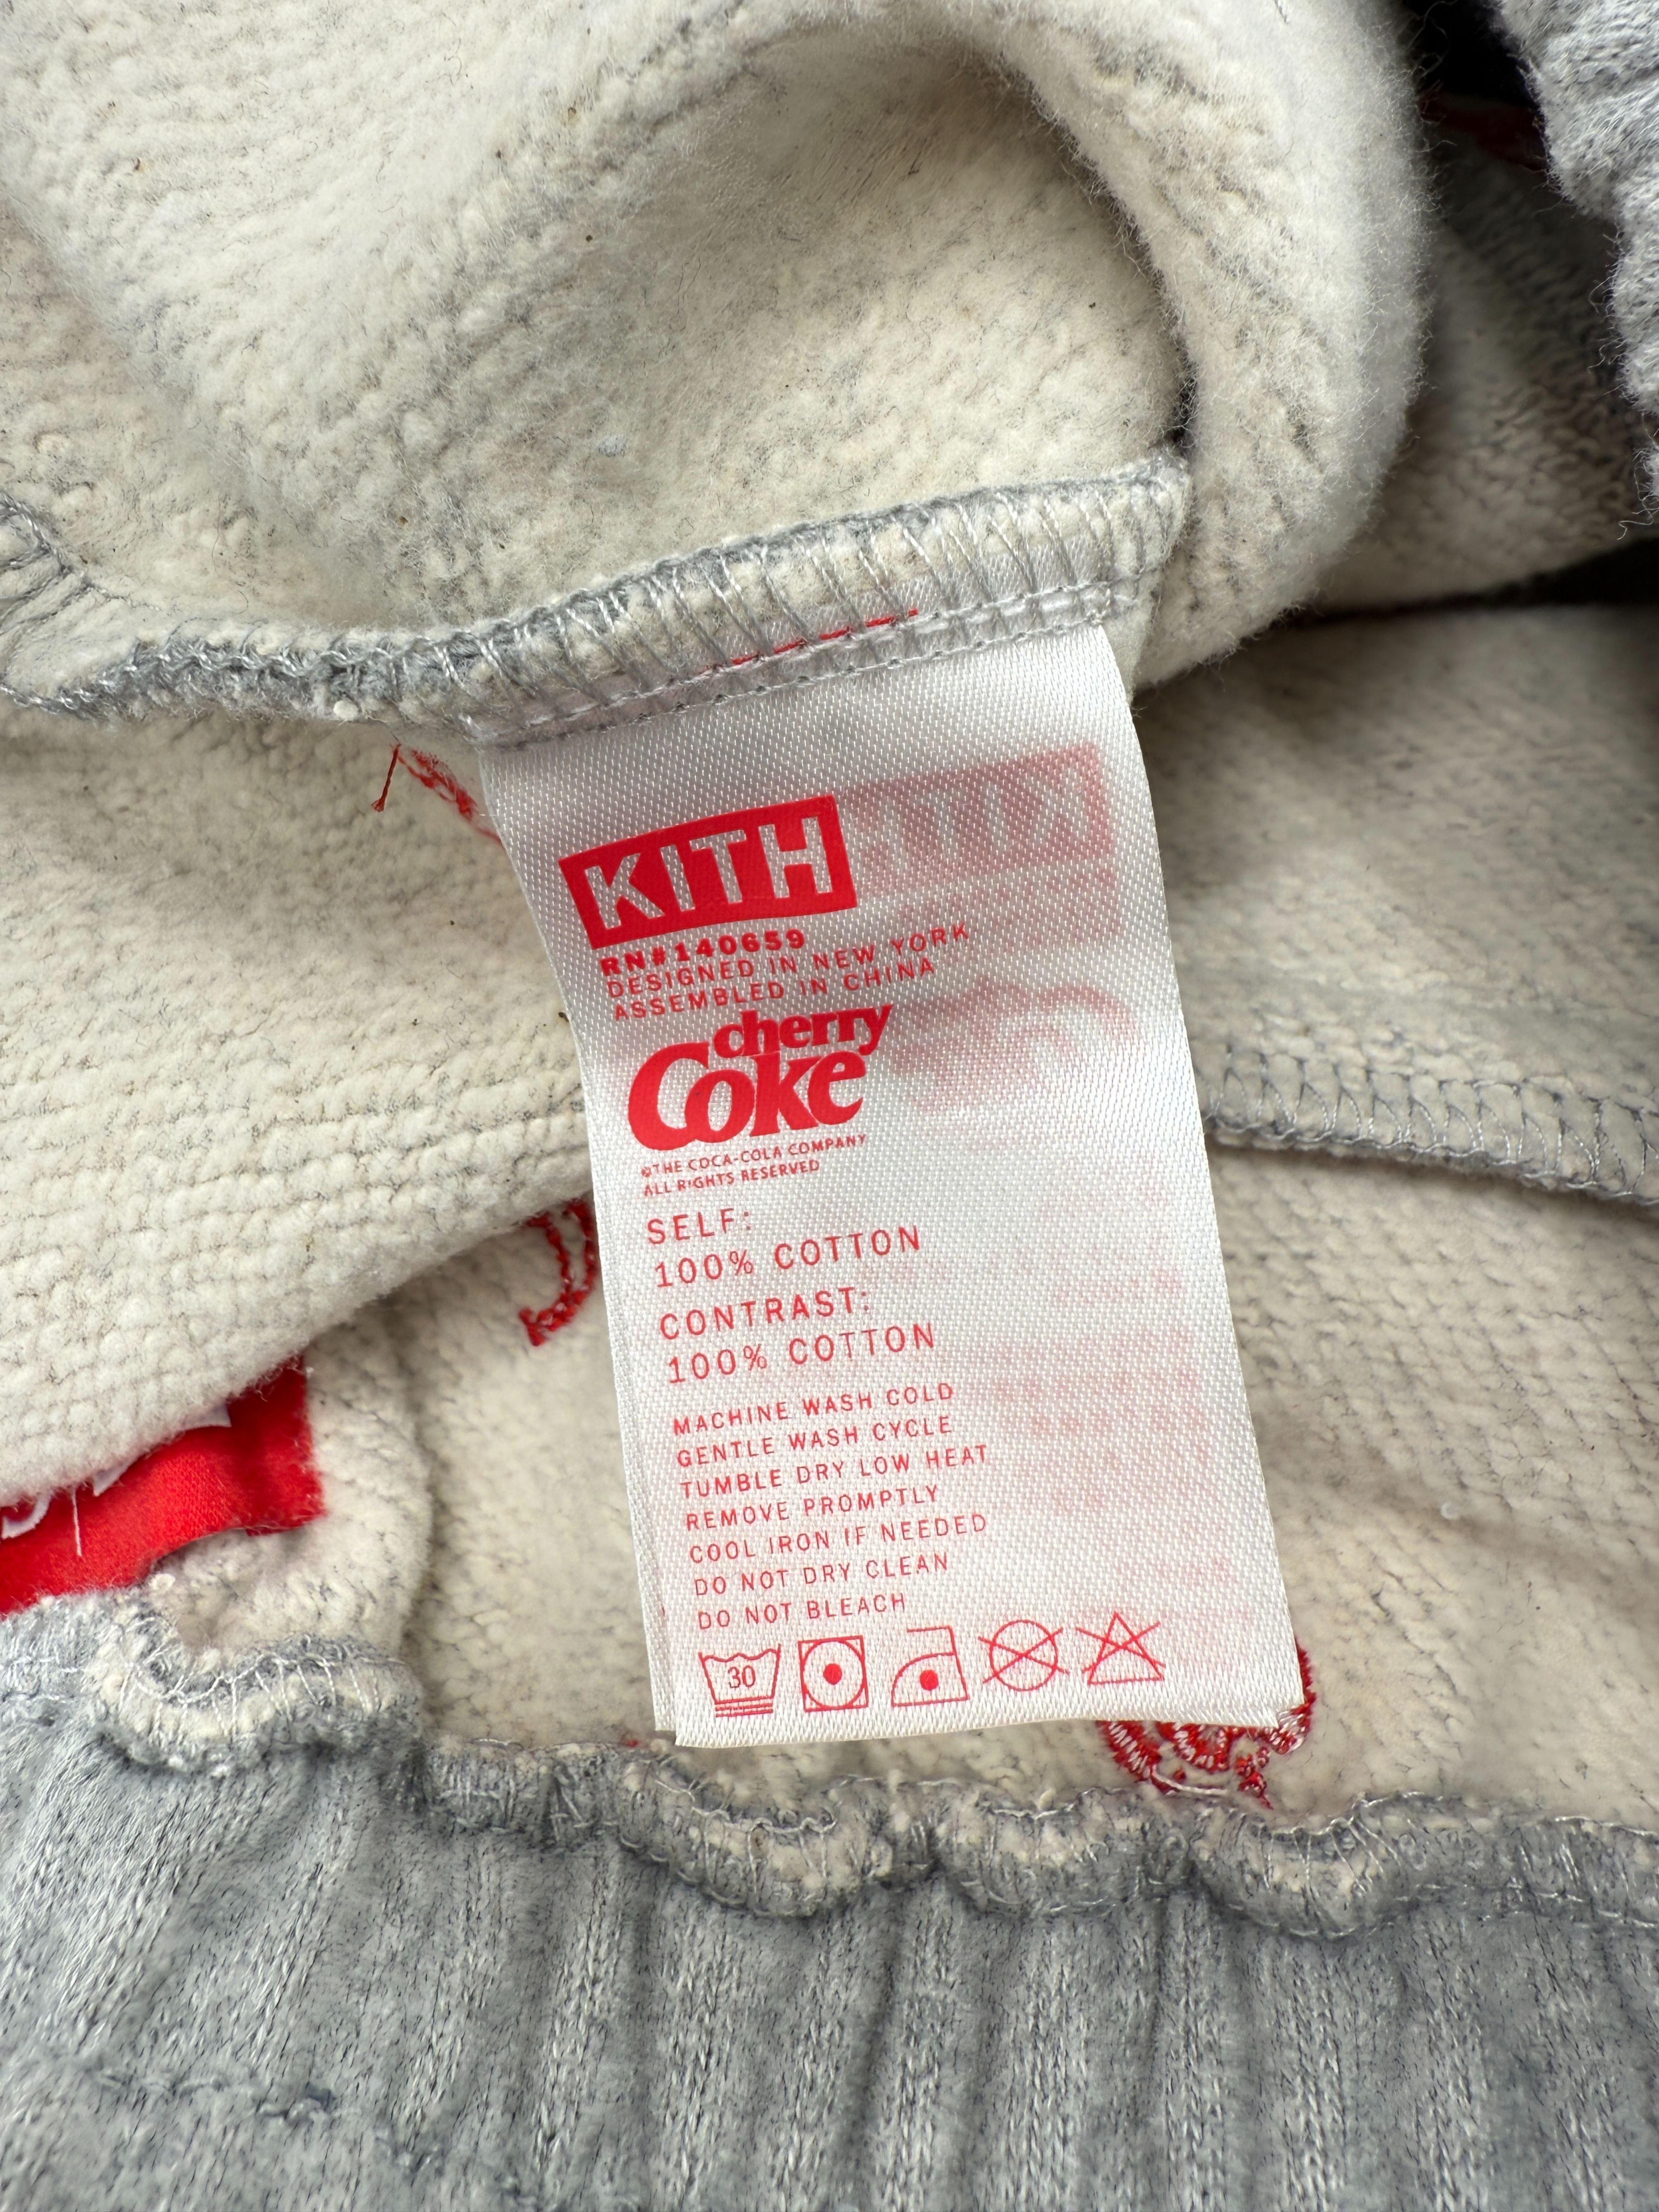 KITH
RN#140659
DESIGNED IN NEW YORK
ASSEMBLED IN CHINA
cherry
Coke
©THE COCA-COLA COMPANY
ALL RIGHTS RESERVED
SELF:
100% COTTON
CONTRAST:
100% COTTON
MACHINE WASH COLD
GENTLE WASH CYCLE
TUMBLE DRY LOW HEAT
REMOVE PROMPTLY
COOL IRON IF NEEDED
DO NOT DRY CLEAN
DO NOT BLEACH
30